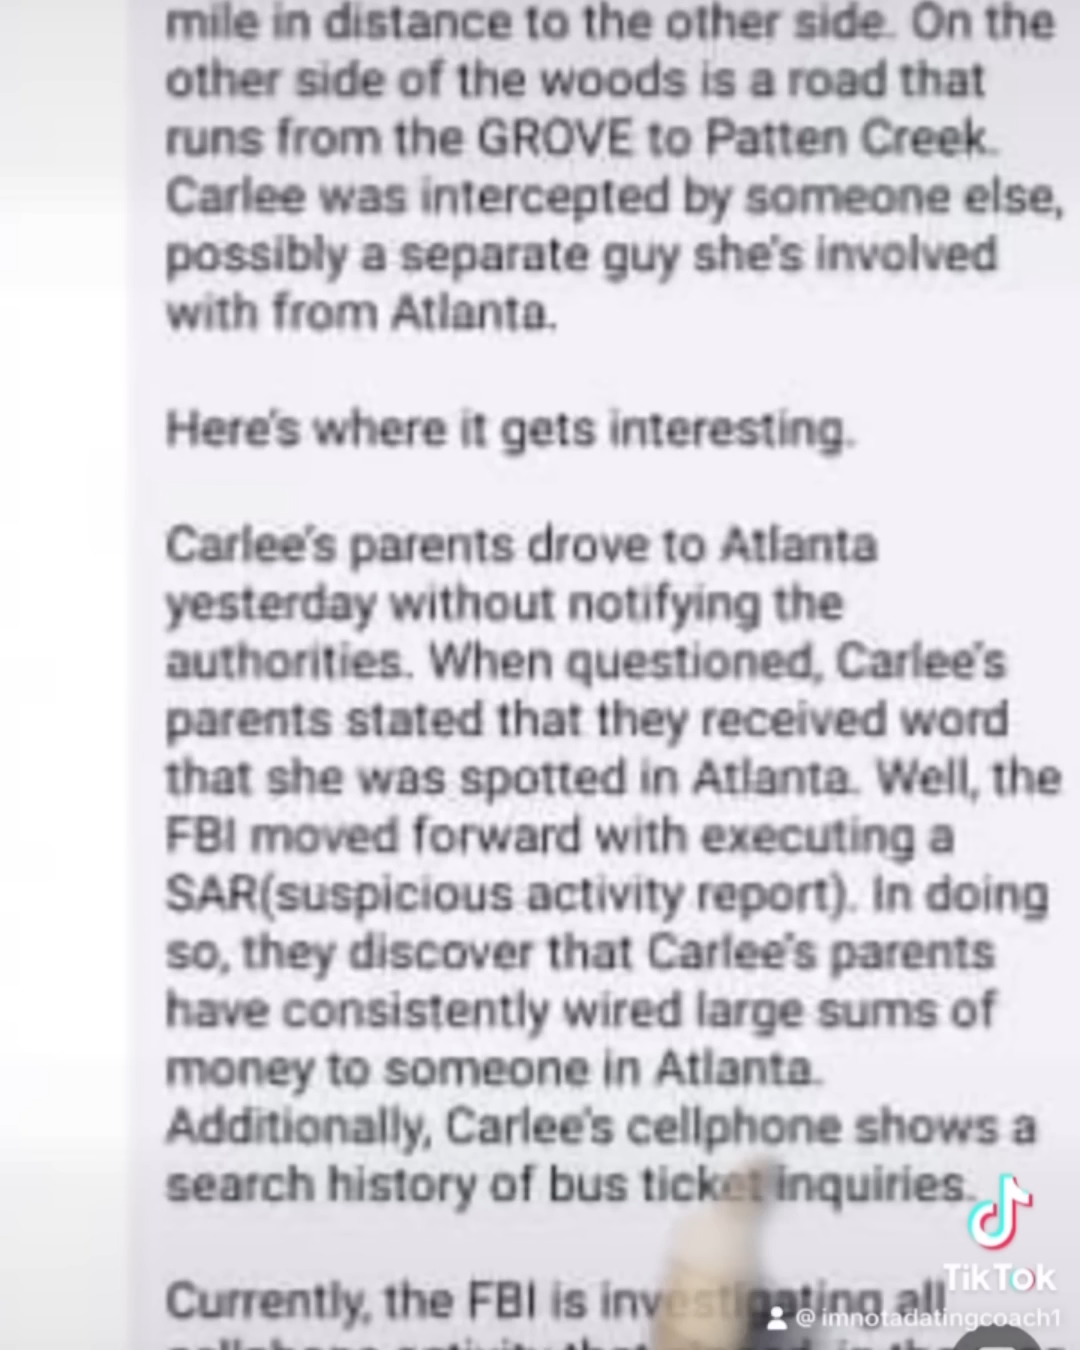 mile in distance to the other side. On the
other side of the woods is a road that
runs from the GROVE to Patten Creek.
Carlee was intercepted by someone else,
possibly a separate guy she's involved
with from Atlanta.
Here's where it gets interesting.
Carlee's parents drove to Atlanta
yesterday without notifying the
authorities. When questioned, Carlee's
parents stated that they received word
that she was spotted in Atlanta. Well, the
FBI moved forward with executing a
SAR(suspicious activity report). In doing
so, they discover that Carlee's parents
have consistently wired large sums of
money to someone in Atlanta.
Additionally, Carlee's cellphone shows a
search history of bus ticket inquiries.
Currently, the FBI is investigating all
TikTok
@imnotadatingcoach1